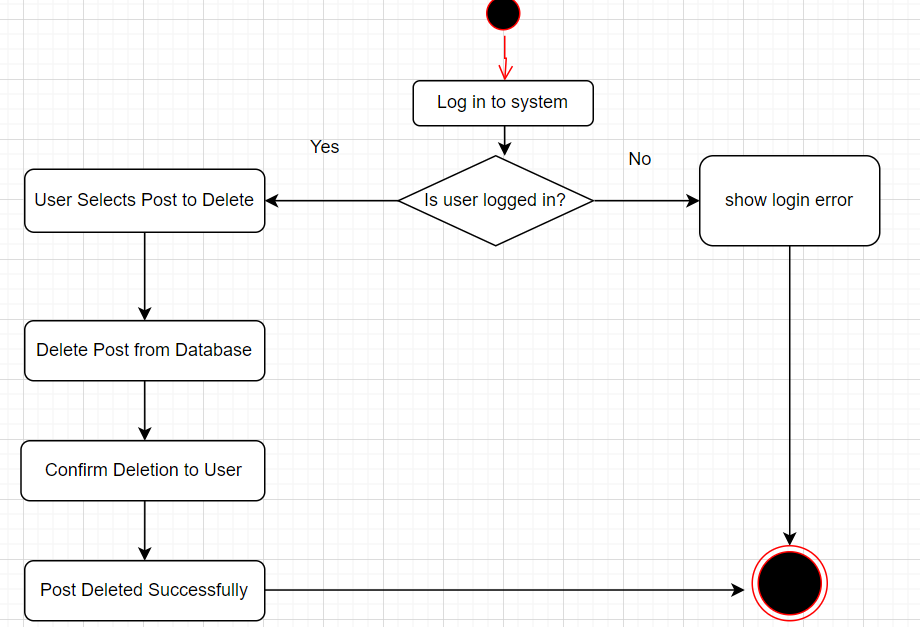 Log in to system
Yes
No
User Selects Post to Delete
Is user logged in?
show login error
Delete Post from Database
Confirm Deletion to User
Post Deleted Successfully